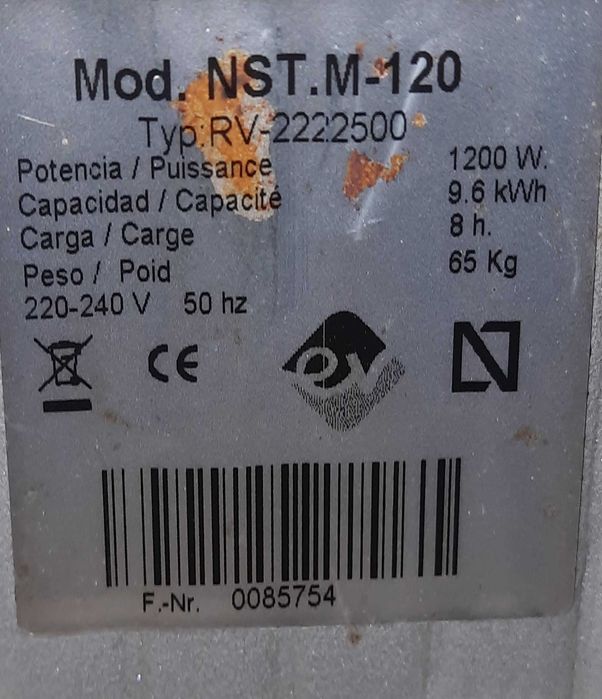 Mod. NST.M-120
Typ:RV-2222500
Potencia / Puissance 1200 W.
Capacidad / Capacité 9.6 kWh
Carga / Carge 8 h.
Peso / Poid 65 Kg
220-240 V 50 hz
CE ev N
F.-Nr. 0085754